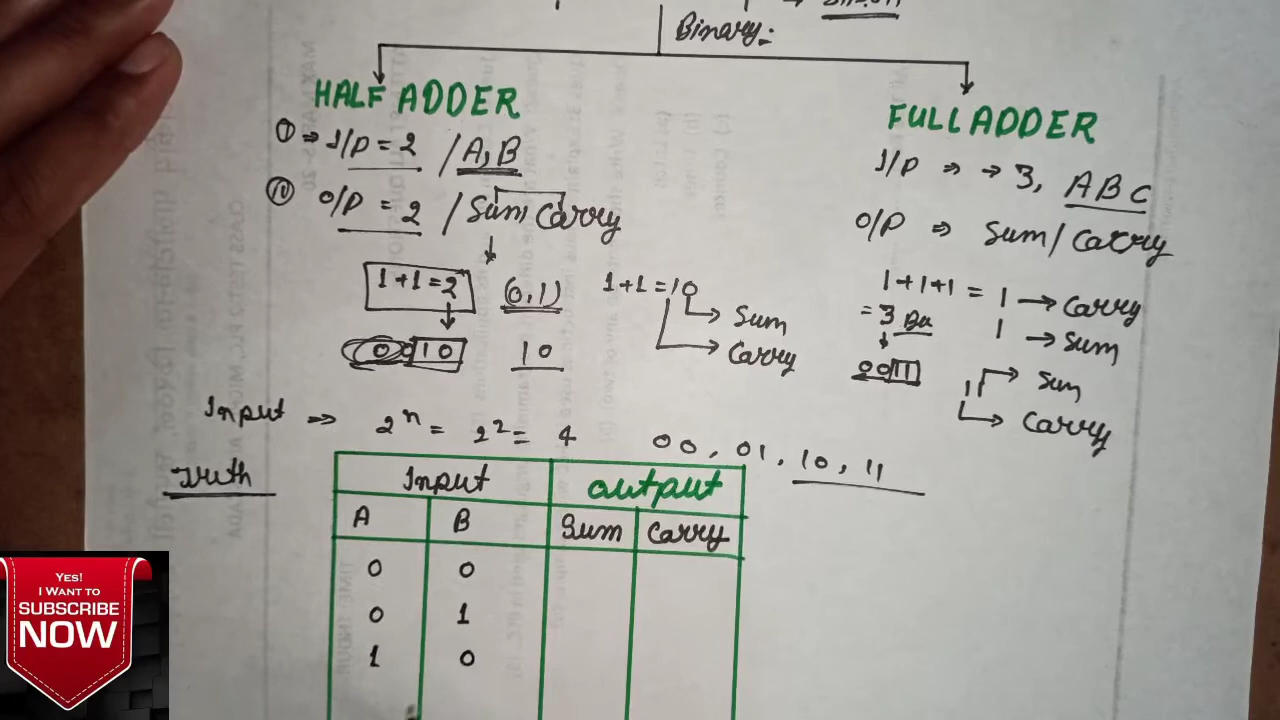 Binary:-
HALF ADDER
① ⇒ I/P = 2 / A, B
② O/P = 2 / Sum Carry
1+1=2 (0,1)
0 0 1 0 1 0
1+1=10
Sum
Carry
FULL ADDER
I/P ⇒ → 3, A B C
O/P ⇒ Sum/Carry
1+1+1 = 1 → Carry
= 3 1 → Sum
0011
11 → Sum
→ Carry
Input ⇒ 2ⁿ = 2² = 4 00, 01, 10, 11
Truth
Input output
A B Sum Carry
0 0
0 1
1 0
YES!
I WANT TO
SUBSCRIBE
NOW